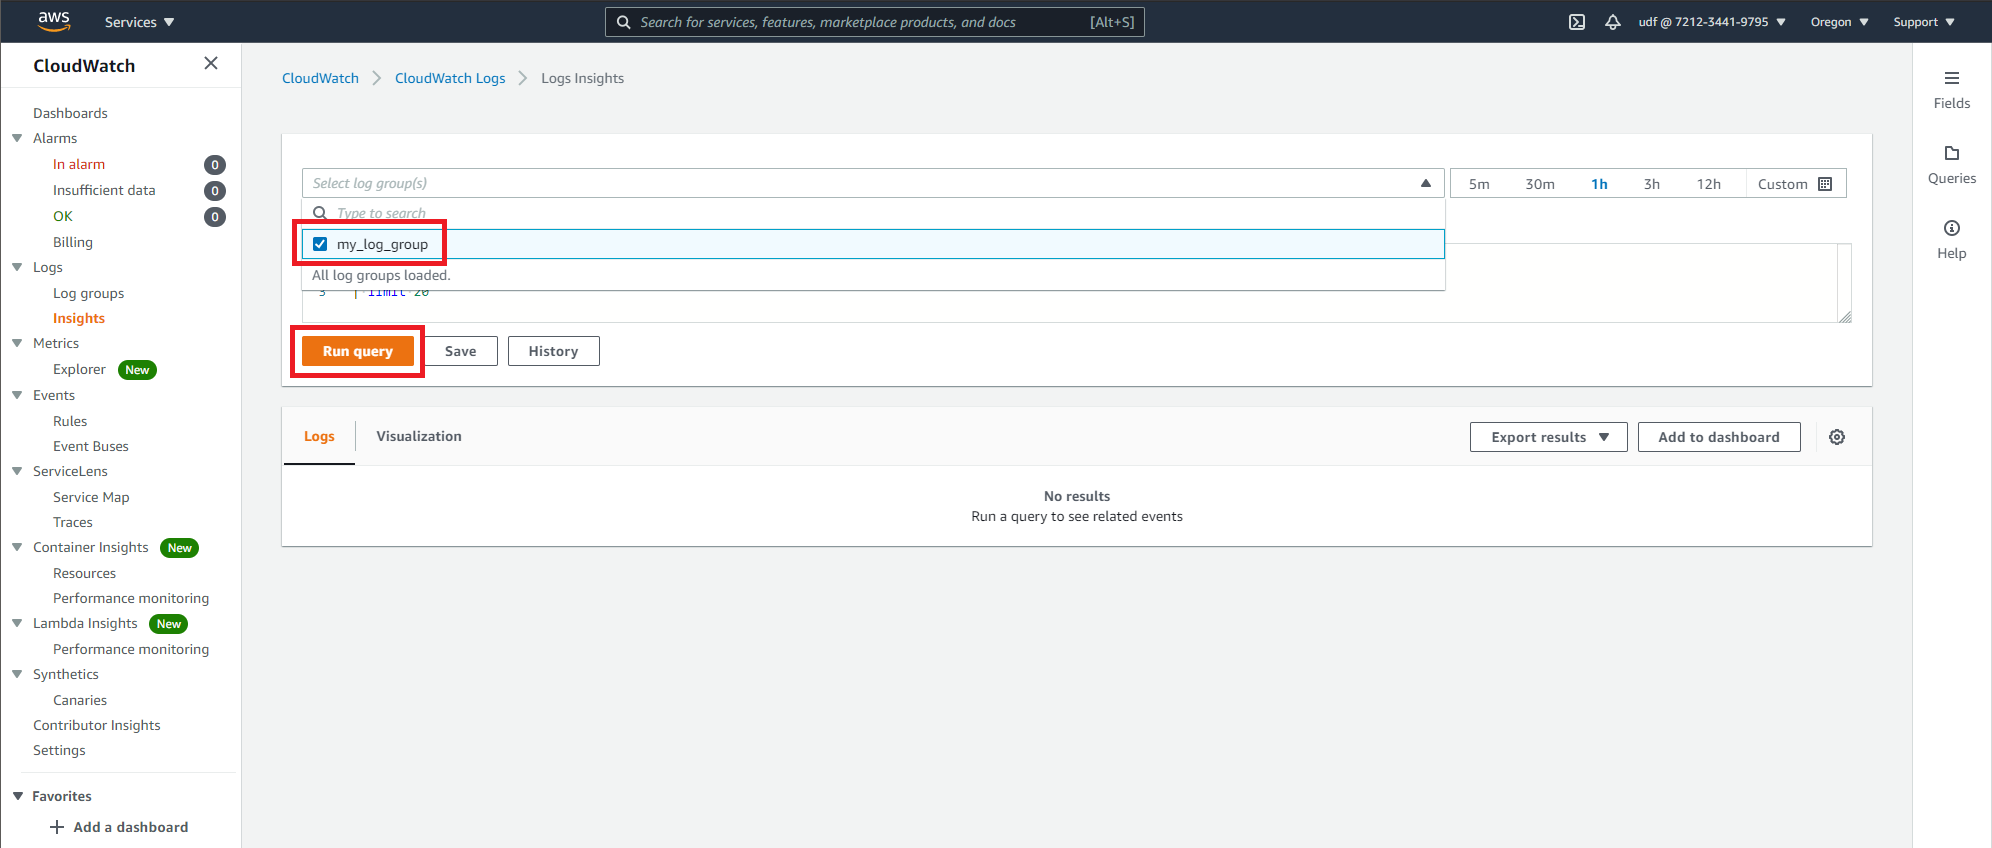 aws
Services
Search for services, features, marketplace products, and docs [Alt+S]
udf @ 7212-3441-9795
Oregon
Support
CloudWatch
Dashboards
Alarms
In alarm 0
Insufficient data 0
OK 0
Billing
Logs
Log groups
Insights
Metrics
Explorer New
Events
Rules
Event Buses
ServiceLens
Service Map
Traces
Container Insights New
Resources
Performance monitoring
Lambda Insights New
Performance monitoring
Synthetics
Canaries
Contributor Insights
Settings
Favorites
Add a dashboard
CloudWatch
CloudWatch Logs
Logs Insights
Select log group(s)
5m 30m 1h 3h 12h Custom
Type to search
my_log_group
All log groups loaded.
3 | limit 20
Run query
Save
History
Logs
Visualization
Export results
Add to dashboard
No results
Run a query to see related events
Fields
Queries
Help